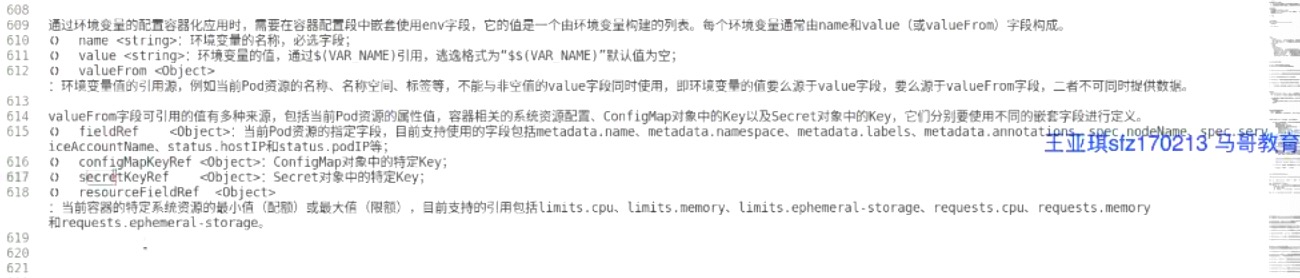 608
609 通过环境变量的配置容器化应用时，需要在容器配置段中嵌套使用env字段，它的值是一个由环境变量构建的列表。每个环境变量通常由name和value（或valueFrom）字段构成。
610 () name <string>：环境变量的名称，必选字段；
611 () value <string>：环境变量的值，通过$(VAR_NAME)引用，逃逸格式为“$$(VAR_NAME)”默认值为空；
612 () valueFrom <Object>
：环境变量值的引用源，例如当前Pod资源的名称、名称空间、标签等，不能与非空值的value字段同时使用，即环境变量的值要么源于value字段，要么源于valueFrom字段，二者不可同时提供数据。
613
614 valueFrom字段可引用的值有多种来源，包括当前Pod资源的属性值，容器相关的系统资源配置、ConfigMap对象中的Key以及Secret对象中的Key，它们分别要使用不同的嵌套字段进行定义。
615 () fieldRef <Object>：当前Pod资源的指定字段，目前支持使用的字段包括metadata.name、metadata.namespace、metadata.labels、metadata.annotations、spec.nodeName、spec.serv
iceAccountName、status.hostIP和status.podIP等；
王亚琪sfz170213 马哥教育
616 () configMapKeyRef <Object>：ConfigMap对象中的特定Key；
617 () secretKeyRef <Object>：Secret对象中的特定Key；
618 () resourceFieldRef <Object>
：当前容器的特定系统资源的最小值（配额）或最大值（限额），目前支持的引用包括limits.cpu、limits.memory、limits.ephemeral-storage、requests.cpu、requests.memory
和requests.ephemeral-storage。
619
620
621